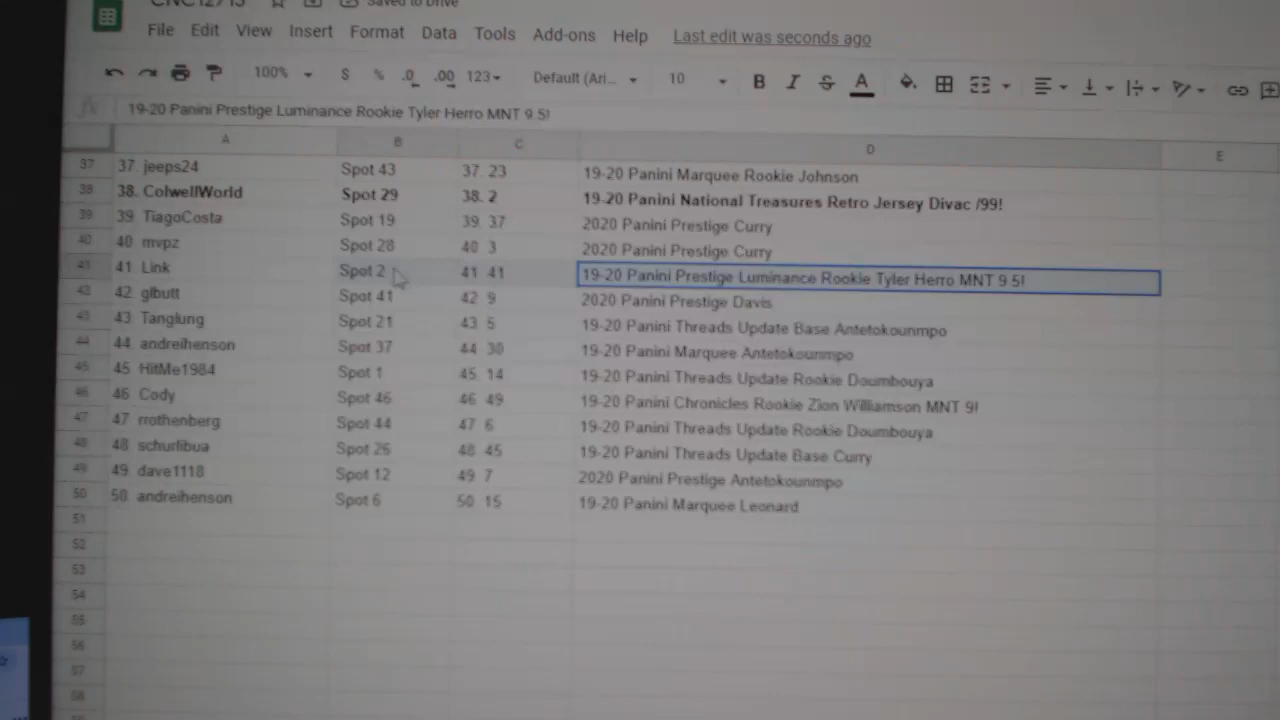 Saved to Drive
File Edit View Insert Format Data Tools Add-ons Help Last edit was seconds ago
100% $ % .0 .00 123 Default (Ari... 10 B I S A
fx 19-20 Panini Prestige Luminance Rookie Tyler Herro MNT 9.5!
A B C D E
37 37. jeeps24 Spot 43 37. 23 19-20 Panini Marquee Rookie Johnson
38 38. ColwellWorld Spot 29 38. 2 19-20 Panini National Treasures Retro Jersey Divac /99!
39 39 TiagoCosta Spot 19 39. 37 2020 Panini Prestige Curry
40 40 mvpz Spot 28 40 3 2020 Panini Prestige Curry
41 41 Link Spot 2 41 41 19-20 Panini Prestige Luminance Rookie Tyler Herro MNT 9 5!
42 42 glbutt Spot 41 42 9 2020 Panini Prestige Davis
43 43 Tanglung Spot 21 43 5 19-20 Panini Threads Update Base Antetokounmpo
44 44 andreihenson Spot 37 44 30 19-20 Panini Marquee Antetokounmpo
45 45 HitMe1984 Spot 1 45 14 19-20 Panini Threads Update Rookie Doumbouya
46 46 Cody Spot 46 46 49 19-20 Panini Chronicles Rookie Zion Williamson MNT 9!
47 47 rrothenberg Spot 44 47 6 19-20 Panini Threads Update Rookie Doumbouya
48 48 schurlibua Spot 26 48 45 19-20 Panini Threads Update Base Curry
49 49 dave1118 Spot 12 49 7 2020 Panini Prestige Antetokounmpo
50 50 andreihenson Spot 6 50 15 19-20 Panini Marquee Leonard
51
52
53
54
55
56
57
58